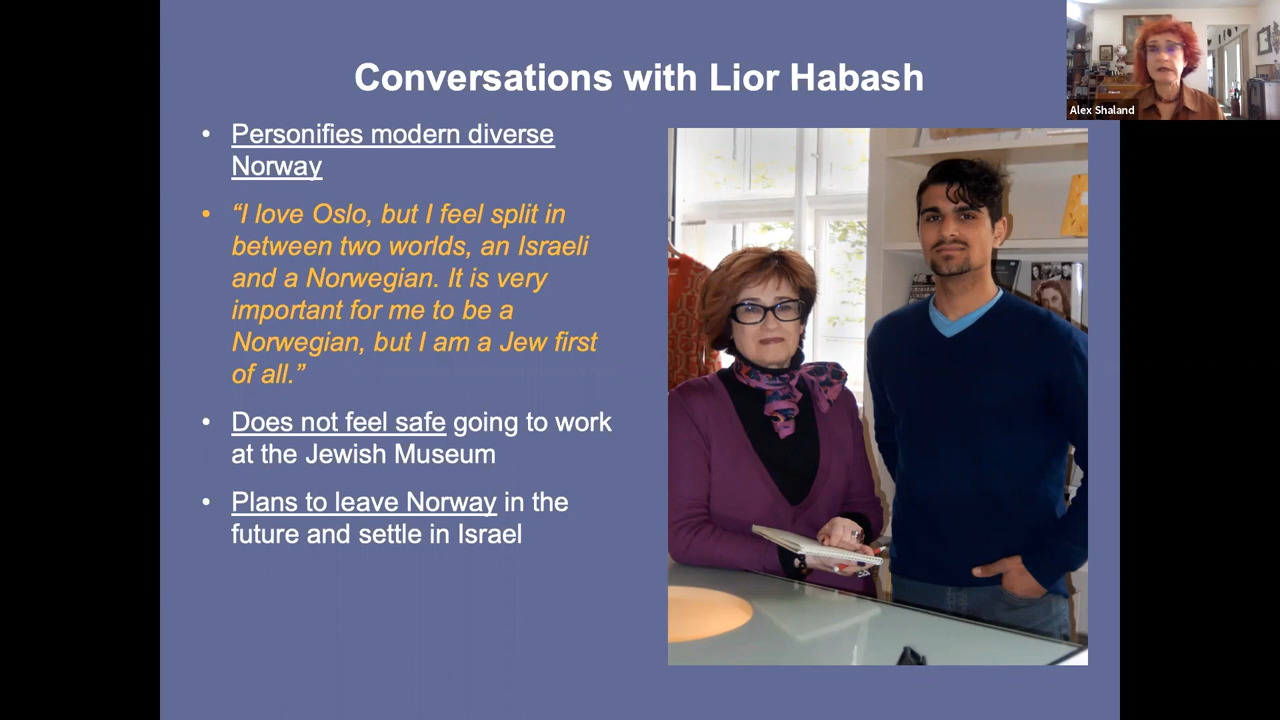 Conversations with Lior Habash
Alex Shaland
• Personifies modern diverse
Norway
• “I love Oslo, but I feel split in
between two worlds, an Israeli
and a Norwegian. It is very
important for me to be a
Norwegian, but I am a Jew first
of all.”
• Does not feel safe going to work
at the Jewish Museum
• Plans to leave Norway in the
future and settle in Israel